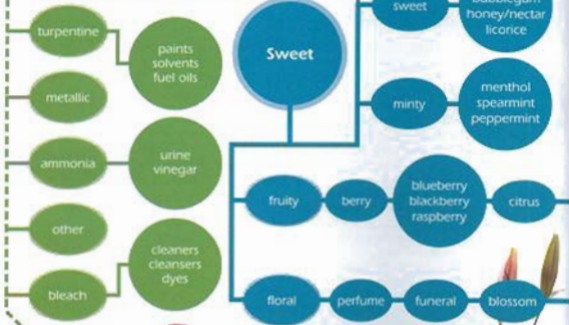 turpentine
paints
solvents
fuel oils
metallic
ammonia
urine
vinegar
other
cleaners
cleansers
dyes
bleach
Sweet
sweet
bubblegum
honey/nectar
licorice
minty
menthol
spearmint
peppermint
fruity
berry
blueberry
blackberry
raspberry
citrus
floral
perfume
funeral
blossom